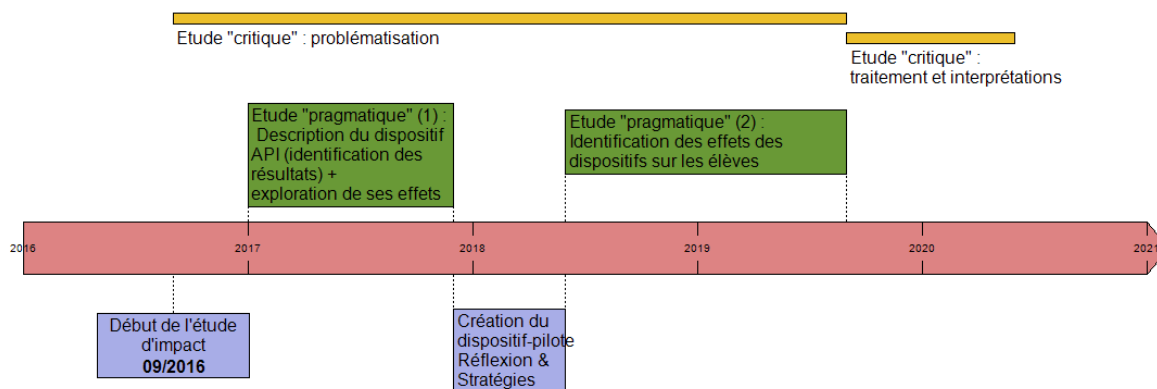 Etude "critique" : problématisation
Etude "critique" :
traitement et interprétations
Etude "pragmatique" (1) :
Description du dispositif
API (identification des
résultats) +
exploration de ses effets
Etude "pragmatique" (2) :
Identification des effets des
dispositifs sur les élèves
2016 2017 2018 2019 2020 2021
Début de l'étude
d'impact
09/2016
Création du
dispositif-pilote
Réflexion &
Stratégies